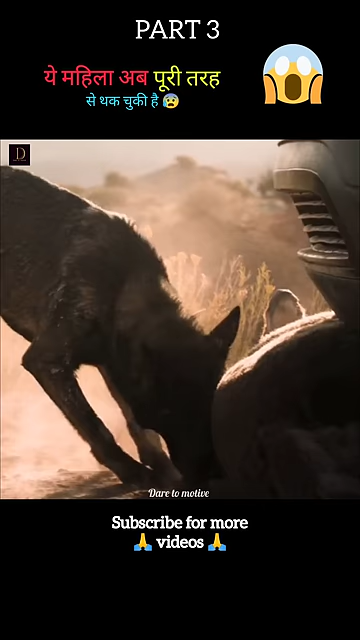 PART 3
ये महिला अब पूरी तरह
से थक चुकी है 😰
D
Dare to motive
Subscribe for more
🙏 videos 🙏